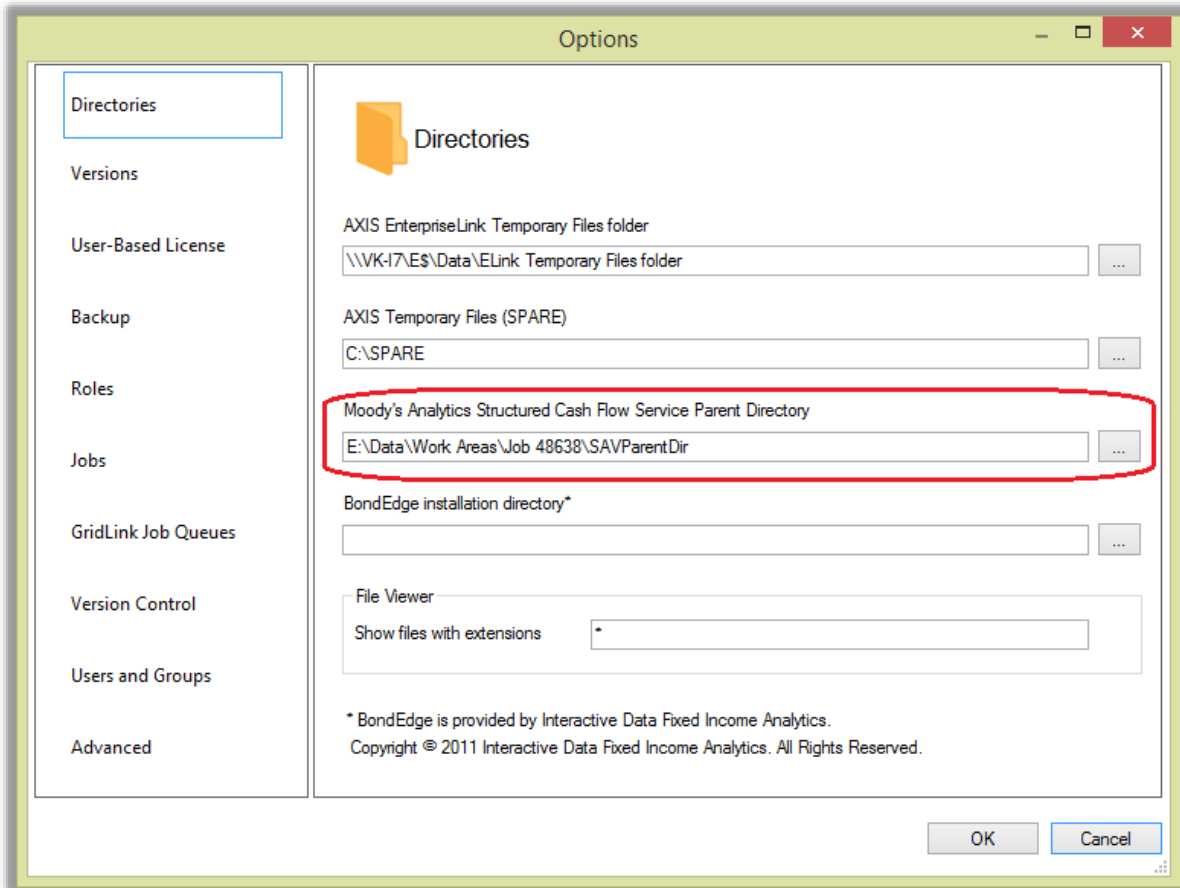 Options
Directories
Versions
User-Based License
Backup
Roles
Jobs
GridLink Job Queues
Version Control
Users and Groups
Advanced
Directories
AXIS EnterpriseLink Temporary Files folder
\\VK-I7\E$\Data\ELink Temporary Files folder
...
AXIS Temporary Files (SPARE)
C:\SPARE
...
Moody's Analytics Structured Cash Flow Service Parent Directory
E:\Data\Work Areas\Job 48638\SAVParentDir
...
BondEdge installation directory*
...
File Viewer
Show files with extensions
*
* BondEdge is provided by Interactive Data Fixed Income Analytics.
Copyright © 2011 Interactive Data Fixed Income Analytics. All Rights Reserved.
OK
Cancel